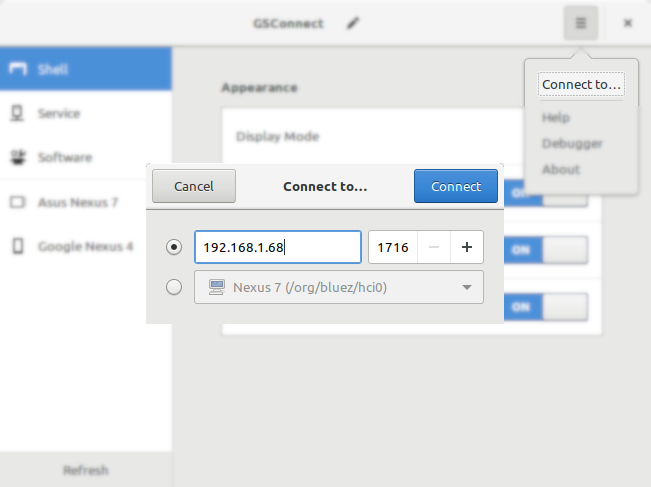 GSConnect
Shell
Service
Software
Asus Nexus 7
Google Nexus 4
Refresh
Appearance
Display Mode
Connect to...
Help
Debugger
About
ON
ON
ON
Cancel
Connect to...
Connect
192.168.1.68
1716
Nexus 7 (/org/bluez/hci0)